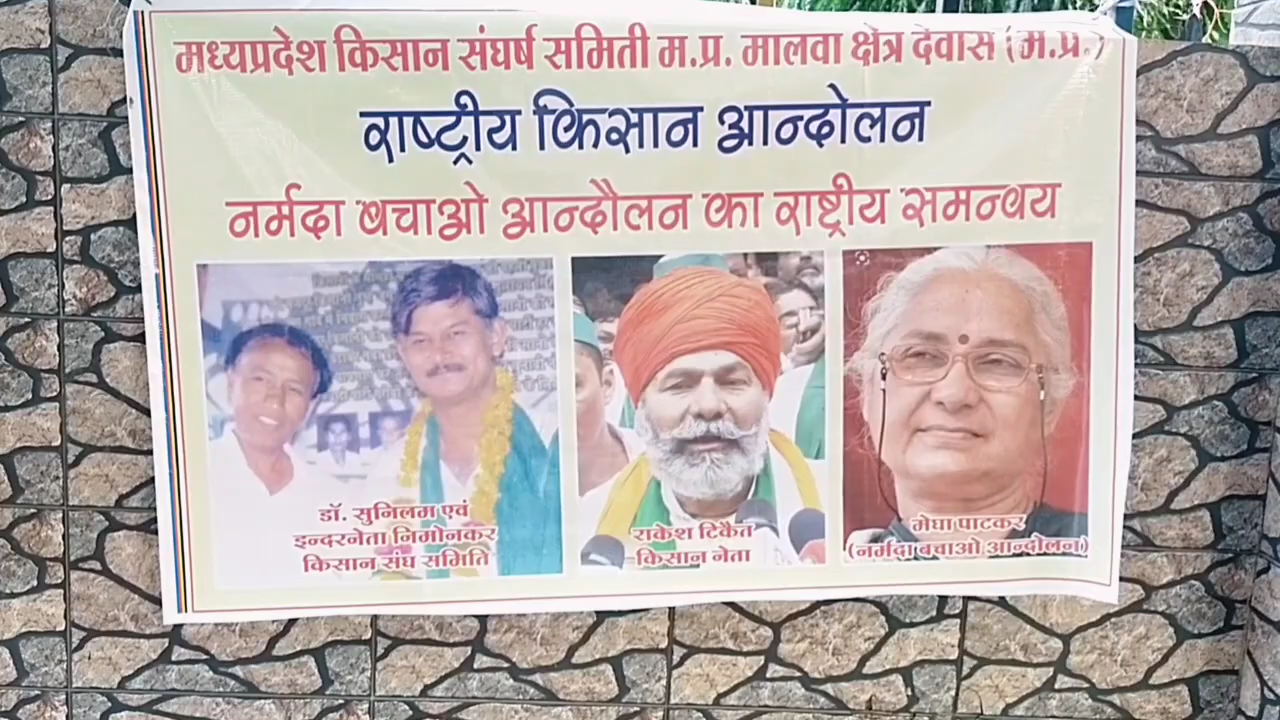 मध्यप्रदेश किसान संघर्ष समिती म.प्र. मालवा क्षेत्र देवास (म.प्र.)
राष्ट्रीय किसान आन्दोलन
नर्मदा बचाओ आन्दौलन का राष्ट्रीय समन्वय
डॉ. सुनिलम एवं
इन्दरनेता निमोनकर
किसान संघ समिति
राकेश टिकैत
किसान नेता
मेघा पाटकर
(नर्मदा बचाओ आन्दोलन)